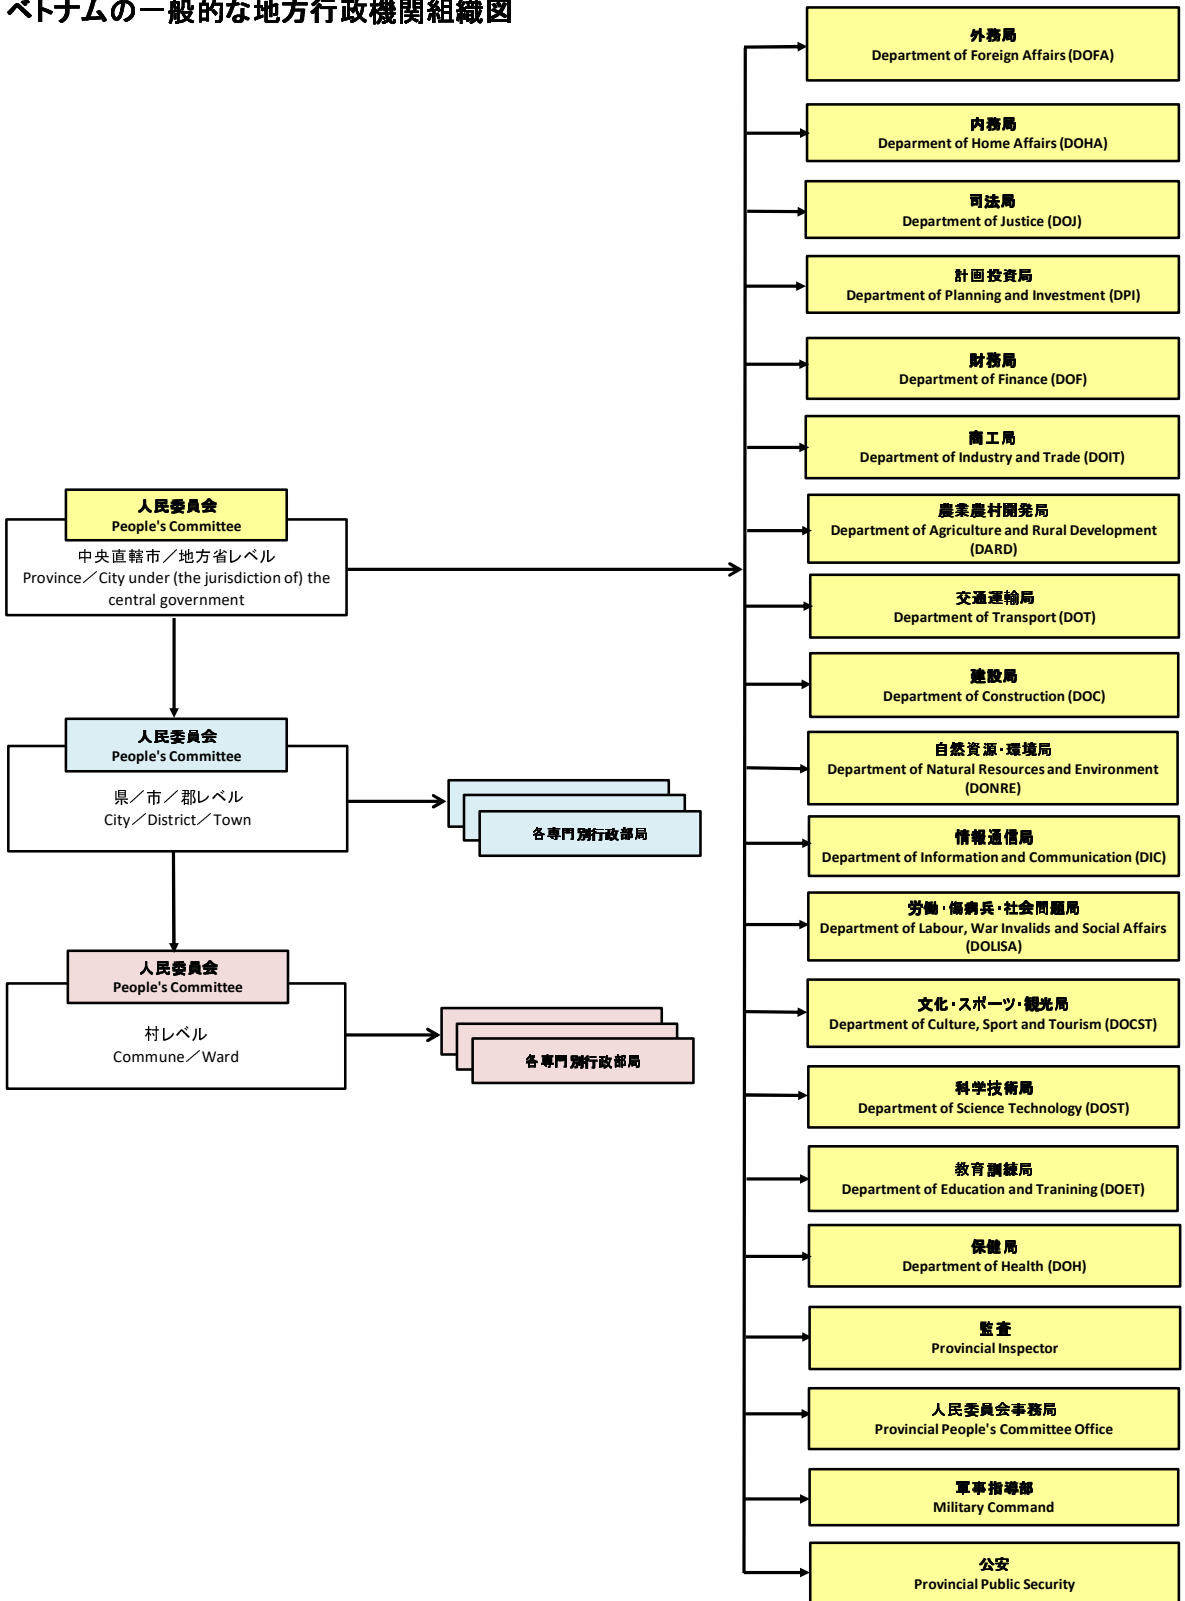 ベトナムの一般的な地方行政機関組織図
人民委員会
People's Committee
中央直轄市／地方省レベル
Province／City under (the jurisdiction of) the
central government
人民委員会
People's Committee
県／市／郡レベル
City／District／Town
各専門別行政部局
人民委員会
People's Committee
村レベル
Commune／Ward
各専門別行政部局
外務局
Department of Foreign Affairs (DOFA)
内務局
Deparment of Home Affairs (DOHA)
司法局
Department of Justice (DOJ)
計画投資局
Department of Planning and Investment (DPI)
財務局
Department of Finance (DOF)
商工局
Department of Industry and Trade (DOIT)
農業農村開発局
Department of Agriculture and Rural Development
(DARD)
交通運輸局
Department of Transport (DOT)
建設局
Department of Construction (DOC)
自然資源･環境局
Department of Natural Resources and Environment
(DONRE)
情報通信局
Department of Information and Communication (DIC)
労働･傷病兵･社会問題局
Department of Labour, War Invalids and Social Affairs
(DOLISA)
文化･スポーツ･観光局
Department of Culture, Sport and Tourism (DOCST)
科学技術局
Department of Science Technology (DOST)
教育訓練局
Department of Education and Tranining (DOET)
保健局
Department of Health (DOH)
監査
Provincial Inspector
人民委員会事務局
Provincial People's Committee Office
軍事指導部
Military Command
公安
Provincial Public Security